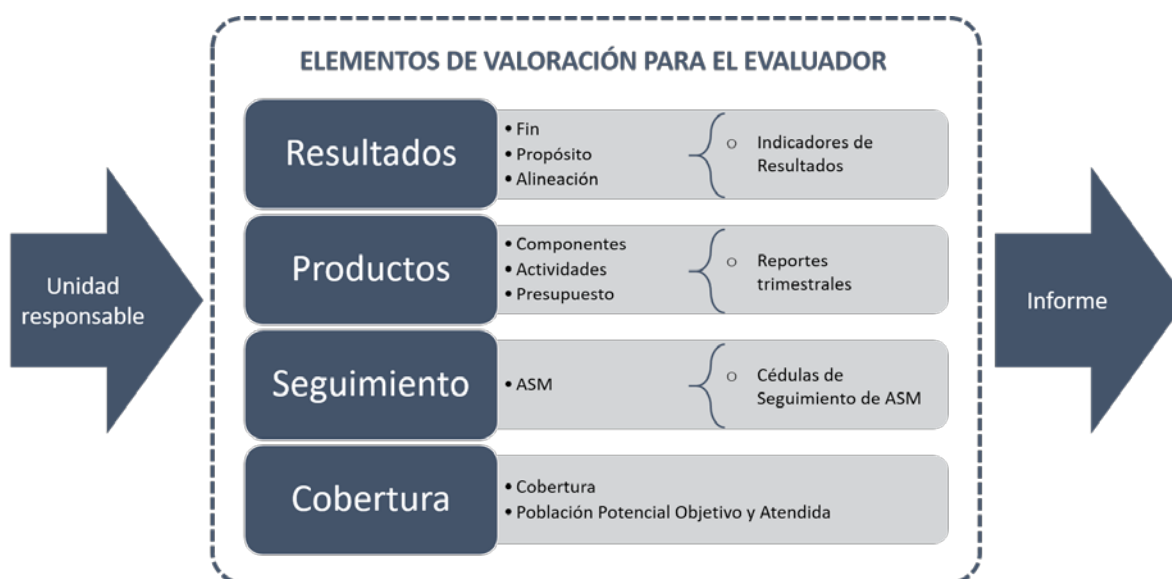 ELEMENTOS DE VALORACIÓN PARA EL EVALUADOR
Unidad
responsable
Resultados
• Fin
• Propósito
• Alineación
o Indicadores de
Resultados
Productos
• Componentes
• Actividades
• Presupuesto
o Reportes
trimestrales
Seguimiento
• ASM
o Cédulas de
Seguimiento de ASM
Cobertura
• Cobertura
• Población Potencial Objetivo y Atendida
Informe